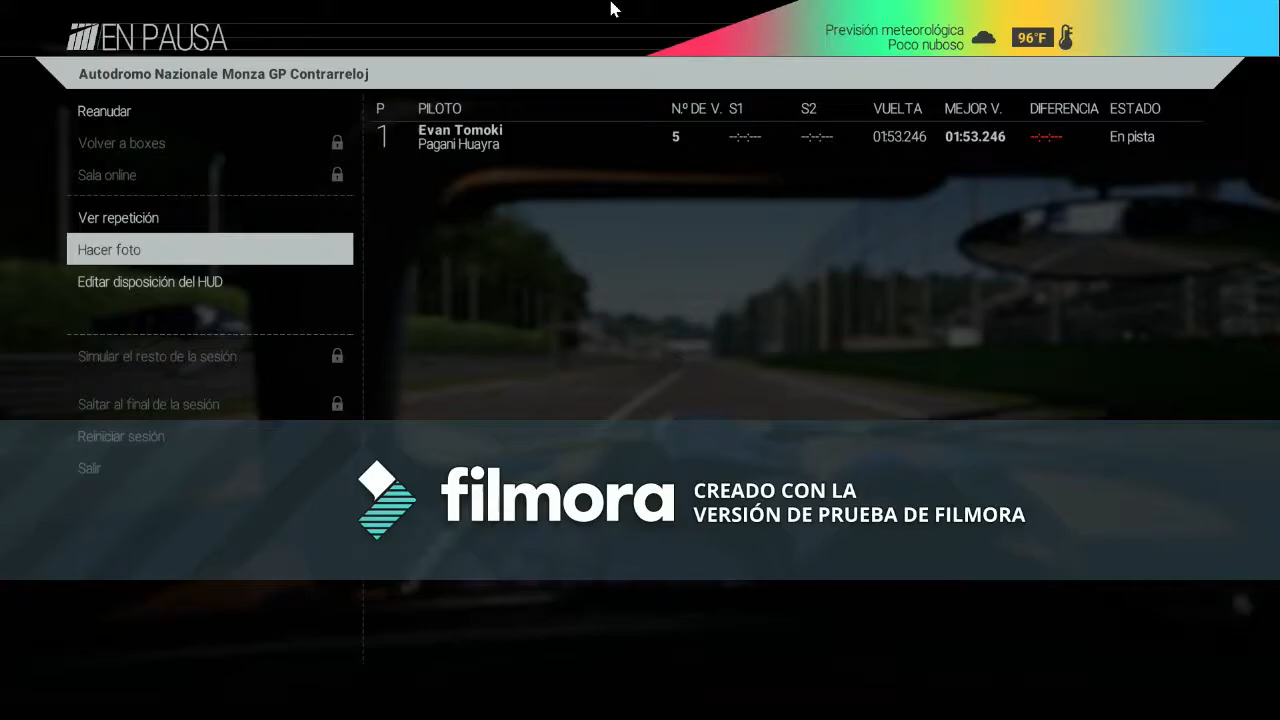 EN PAUSA
Previsión meteorológica
Poco nuboso
96°F
Autodromo Nazionale Monza GP Contrarreloj
Reanudar
Volver a boxes
Sala online
Ver repetición
Hacer foto
Editar disposición del HUD
Simular el resto de la sesión
Saltar al final de la sesión
Reiniciar sesión
Salir
P PILOTO N.º DE V. S1 S2 VUELTA MEJOR V. DIFERENCIA ESTADO
1 Evan Tomoki 5 --:--:--- --:--:--- 01:53.246 01:53.246 --:--:--- En pista
Pagani Huayra
filmora
CREADO CON LA
VERSIÓN DE PRUEBA DE FILMORA